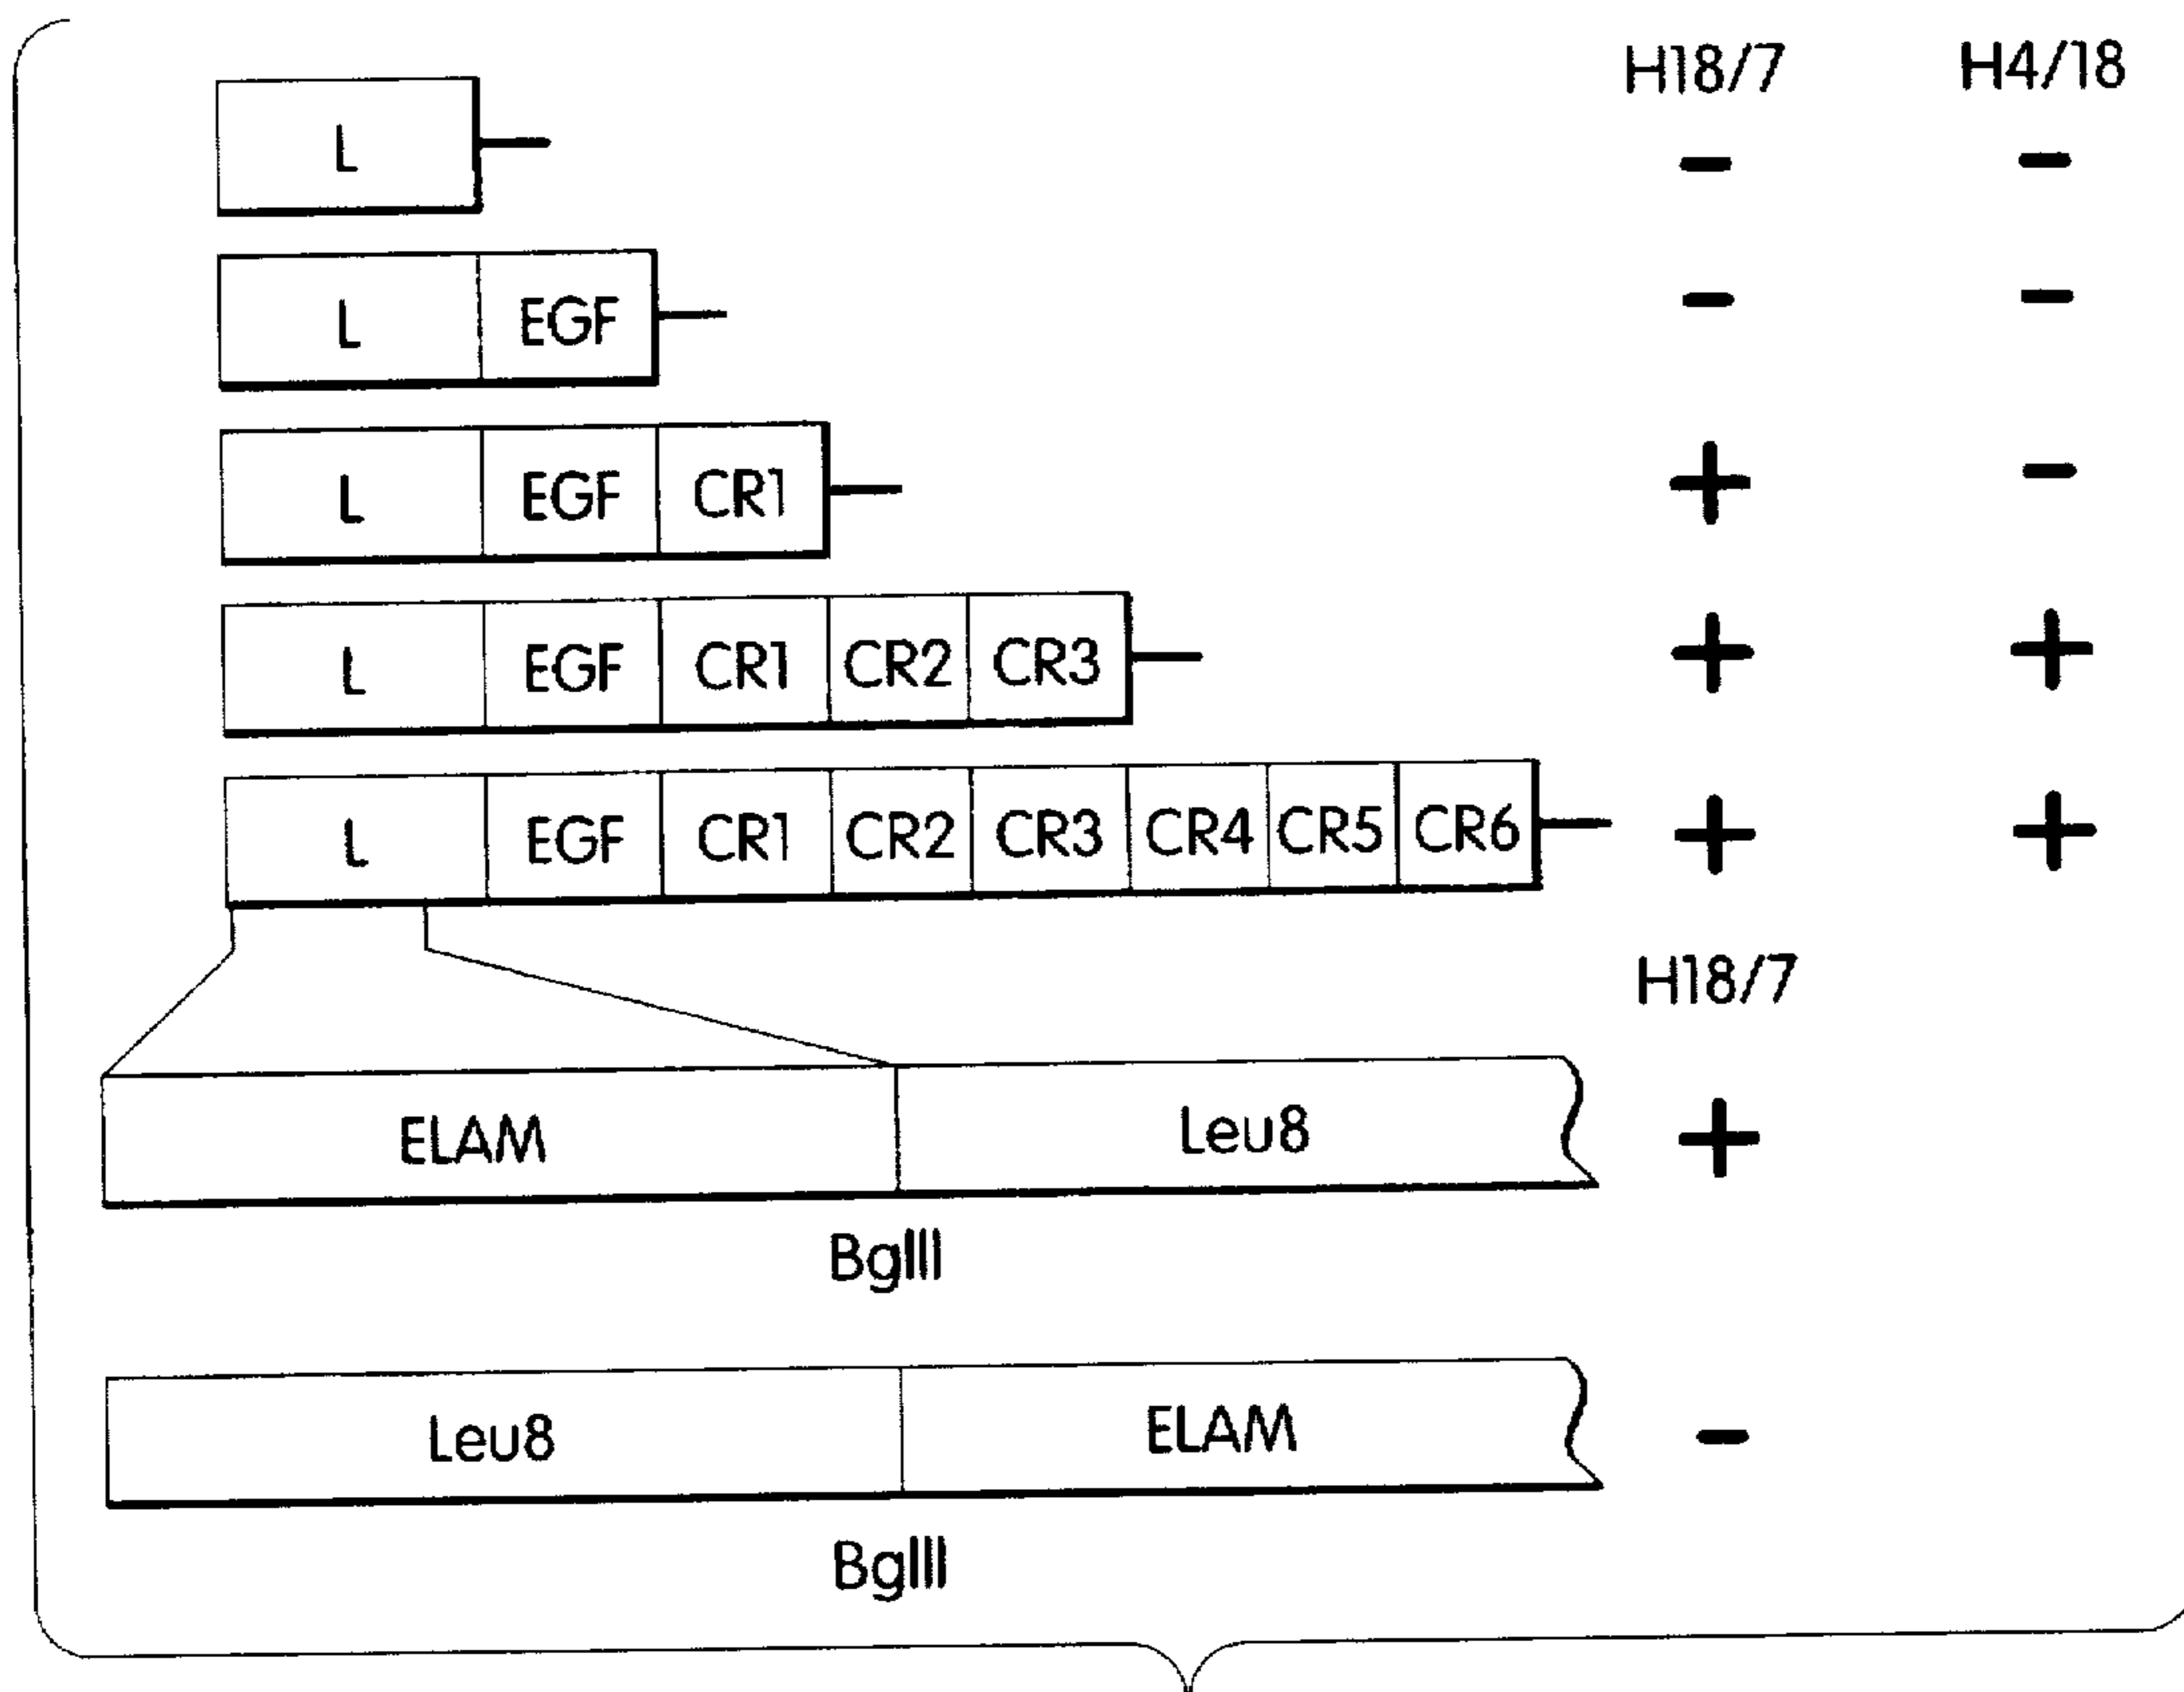 H18/7 H4/18
L - -
L EGF - -
L EGF CR1 + -
L EGF CR1 CR2 CR3 + +
L EGF CR1 CR2 CR3 CR4 CR5 CR6 + +
H18/7
ELAM Leu8 +
BglII
Leu8 ELAM -
BglII